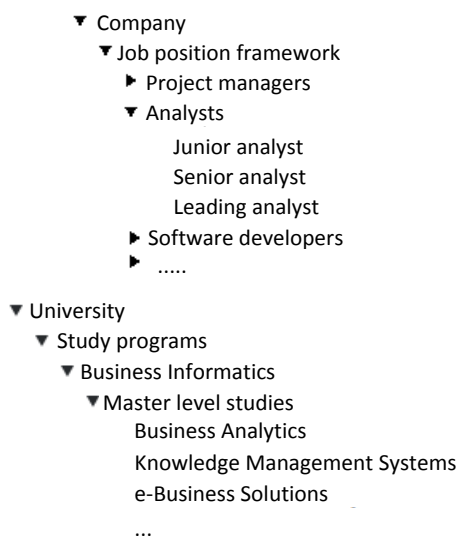 Company
Job position framework
Project managers
Analysts
Junior analyst
Senior analyst
Leading analyst
Software developers
.....
University
Study programs
Business Informatics
Master level studies
Business Analytics
Knowledge Management Systems
e-Business Solutions
...